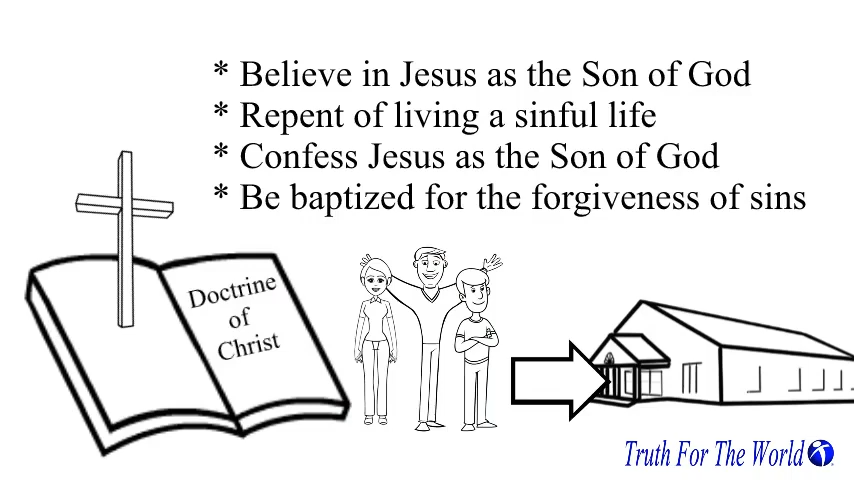 * Believe in Jesus as the Son of God
* Repent of living a sinful life
* Confess Jesus as the Son of God
* Be baptized for the forgiveness of sins
Doctrine
of
Christ
Truth For The World